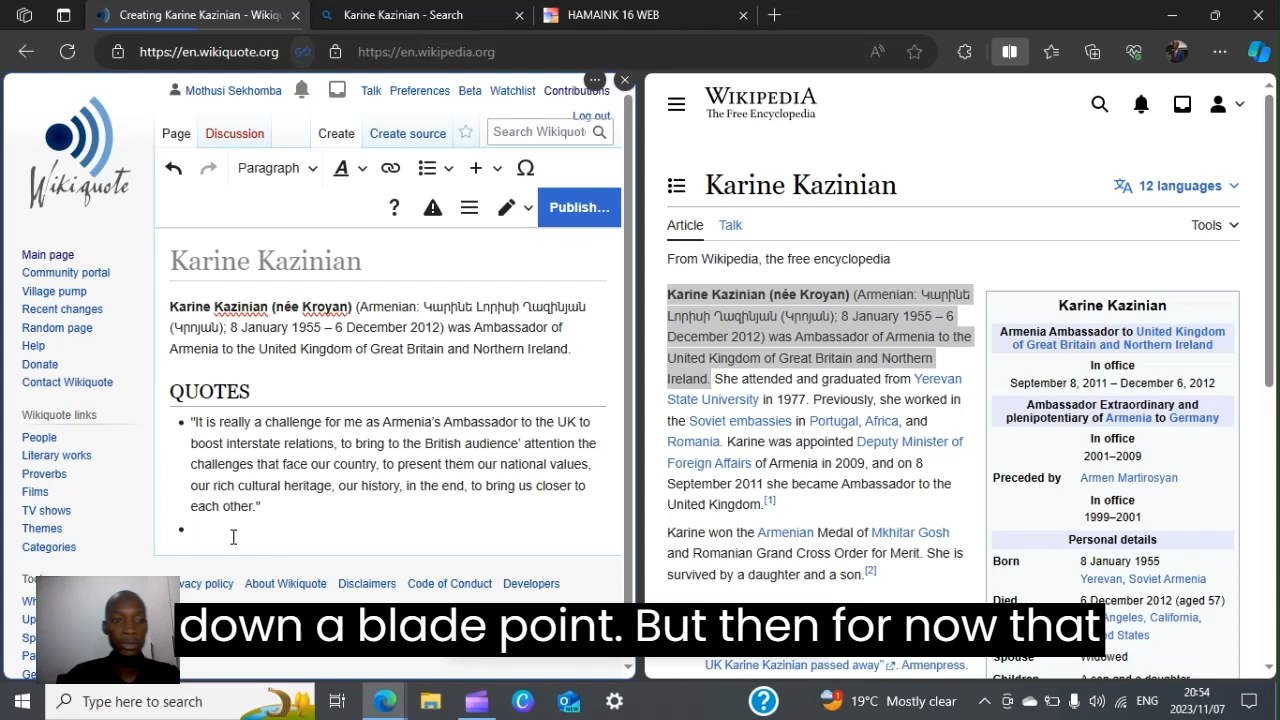 Creating Karine Kazinian - Wikiqu
Karine Kazinian - Search
HAMAINK 16 WEB
https://en.wikiquote.org
https://en.wikipedia.org
Mothusi Sekhomba
Talk Preferences Beta Watchlist Contributions
Log out
Page Discussion Create Create source
Search Wikiquot
Paragraph
A
Ω
? Publish...
Wikiquote
Main page
Community portal
Village pump
Recent changes
Random page
Help
Donate
Contact Wikiquote
Wikiquote links
People
Literary works
Proverbs
Films
TV shows
Themes
Categories
Karine Kazinian
Karine Kazinian (née Kroyan) (Armenian: Կարինե Լորիսի Ղազինյան
(Կրոյան); 8 January 1955 – 6 December 2012) was Ambassador of
Armenia to the United Kingdom of Great Britain and Northern Ireland.
QUOTES
"It is really a challenge for me as Armenia's Ambassador to the UK to
boost interstate relations, to bring to the British audience' attention the
challenges that face our country, to present them our national values,
our rich cultural heritage, our history, in the end, to bring us closer to
each other."
vacy policy About Wikiquote Disclaimers Code of Conduct Developers
WIKIPEDIA
The Free Encyclopedia
Karine Kazinian
12 languages
Article Talk
Tools
From Wikipedia, the free encyclopedia
Karine Kazinian (née Kroyan) (Armenian: Կարինե
Լորիսի Ղազինյան (Կրոյան); 8 January 1955 – 6
December 2012) was Ambassador of Armenia to the
United Kingdom of Great Britain and Northern
Ireland. She attended and graduated from Yerevan
State University in 1977. Previously, she worked in
the Soviet embassies in Portugal, Africa, and
Romania. Karine was appointed Deputy Minister of
Foreign Affairs of Armenia in 2009, and on 8
September 2011 she became Ambassador to the
United Kingdom.[1]
Karine won the Armenian Medal of Mkhitar Gosh
and Romanian Grand Cross Order for Merit. She is
survived by a daughter and a son.[2]
UK Karine Kazinian passed away". Armenpress.
Karine Kazinian
Armenia Ambassador to United Kingdom
of Great Britain and Northern Ireland
In office
September 8, 2011 – December 6, 2012
Ambassador Extraordinary and
plenipotentiary of Armenia to Germany
In office
2001–2009
Preceded by Armen Martirosyan
In office
1999–2001
Personal details
Born 8 January 1955
Yerevan, Soviet Armenia
Died 6 December 2012 (aged 57)
Angeles, California,
d States
Widowed
down a blade point. But then for now that
Type here to search
19°C Mostly clear
ENG
20:54
2023/11/07